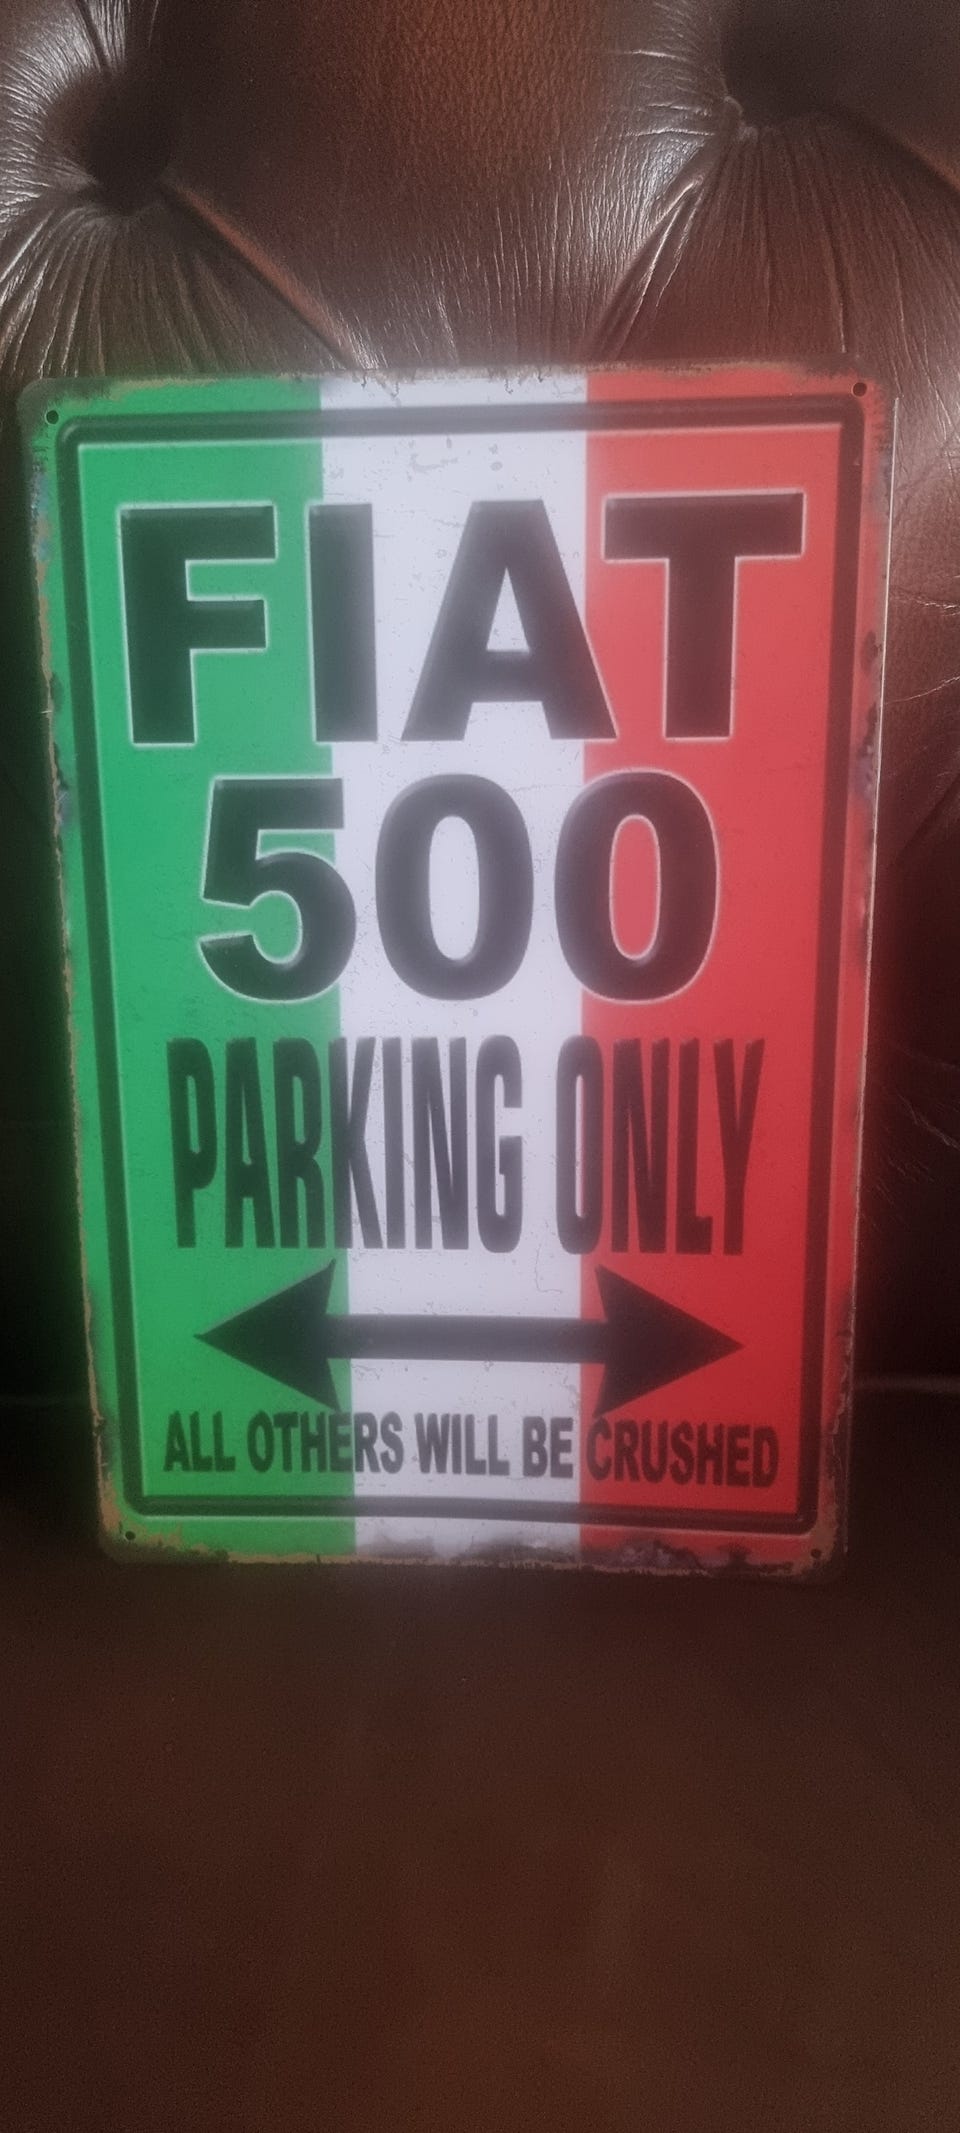 FIAT
500
PARKING ONLY
ALL OTHERS WILL BE CRUSHED